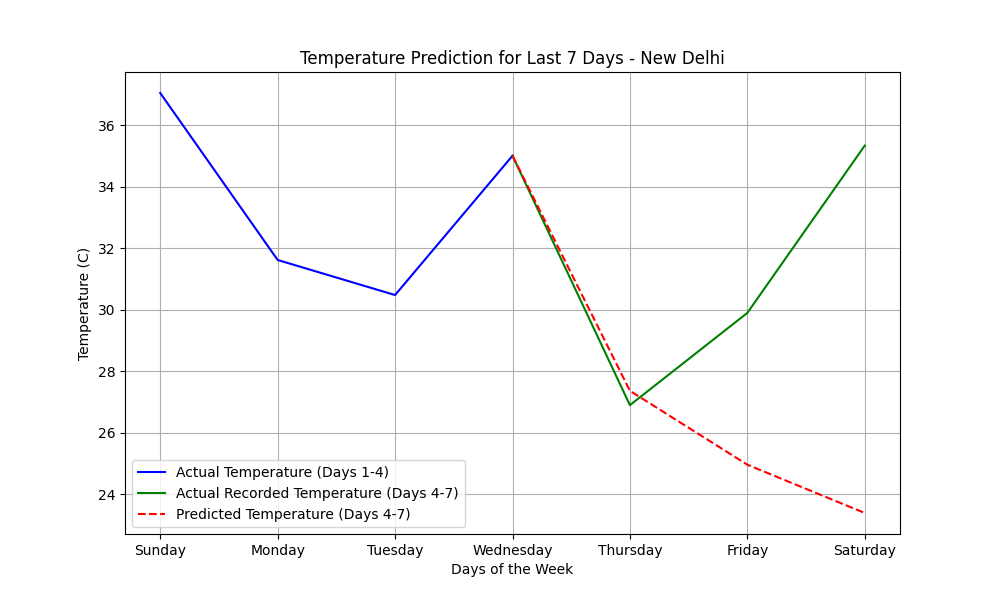 Temperature Prediction for Last 7 Days - New Delhi
Temperature (C)
36
34
32
30
28
26
24
Actual Temperature (Days 1-4)
Actual Recorded Temperature (Days 4-7)
Predicted Temperature (Days 4-7)
Sunday Monday Tuesday Wednesday Thursday Friday Saturday
Days of the Week